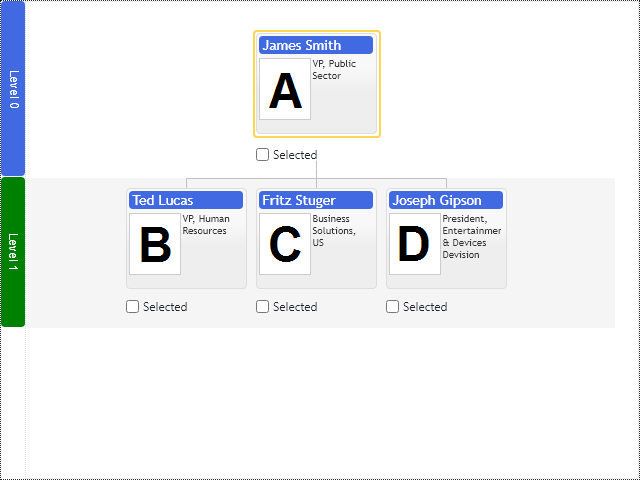 Level 0
James Smith
A
VP, Public
Sector
Selected
Level 1
Ted Lucas
B
VP, Human
Resources
Selected
Fritz Stuger
C
Business
Solutions,
US
Selected
Joseph Gipson
D
President,
Entertainmer
& Devices
Devision
Selected